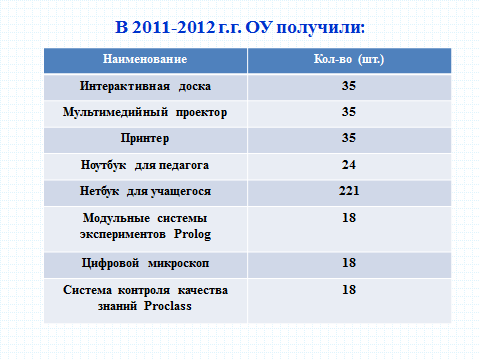 В 2011-2012 г.г. ОУ получили:
Наименование Кол-во (шт.)
Интерактивная доска 35
Мультимедийный проектор 35
Принтер 35
Ноутбук для педагога 24
Нетбук для учащегося 221
Модульные системы 18
экспериментов Prolog
Цифровой микроскоп 18
Система контроля качества 18
знаний Proclass